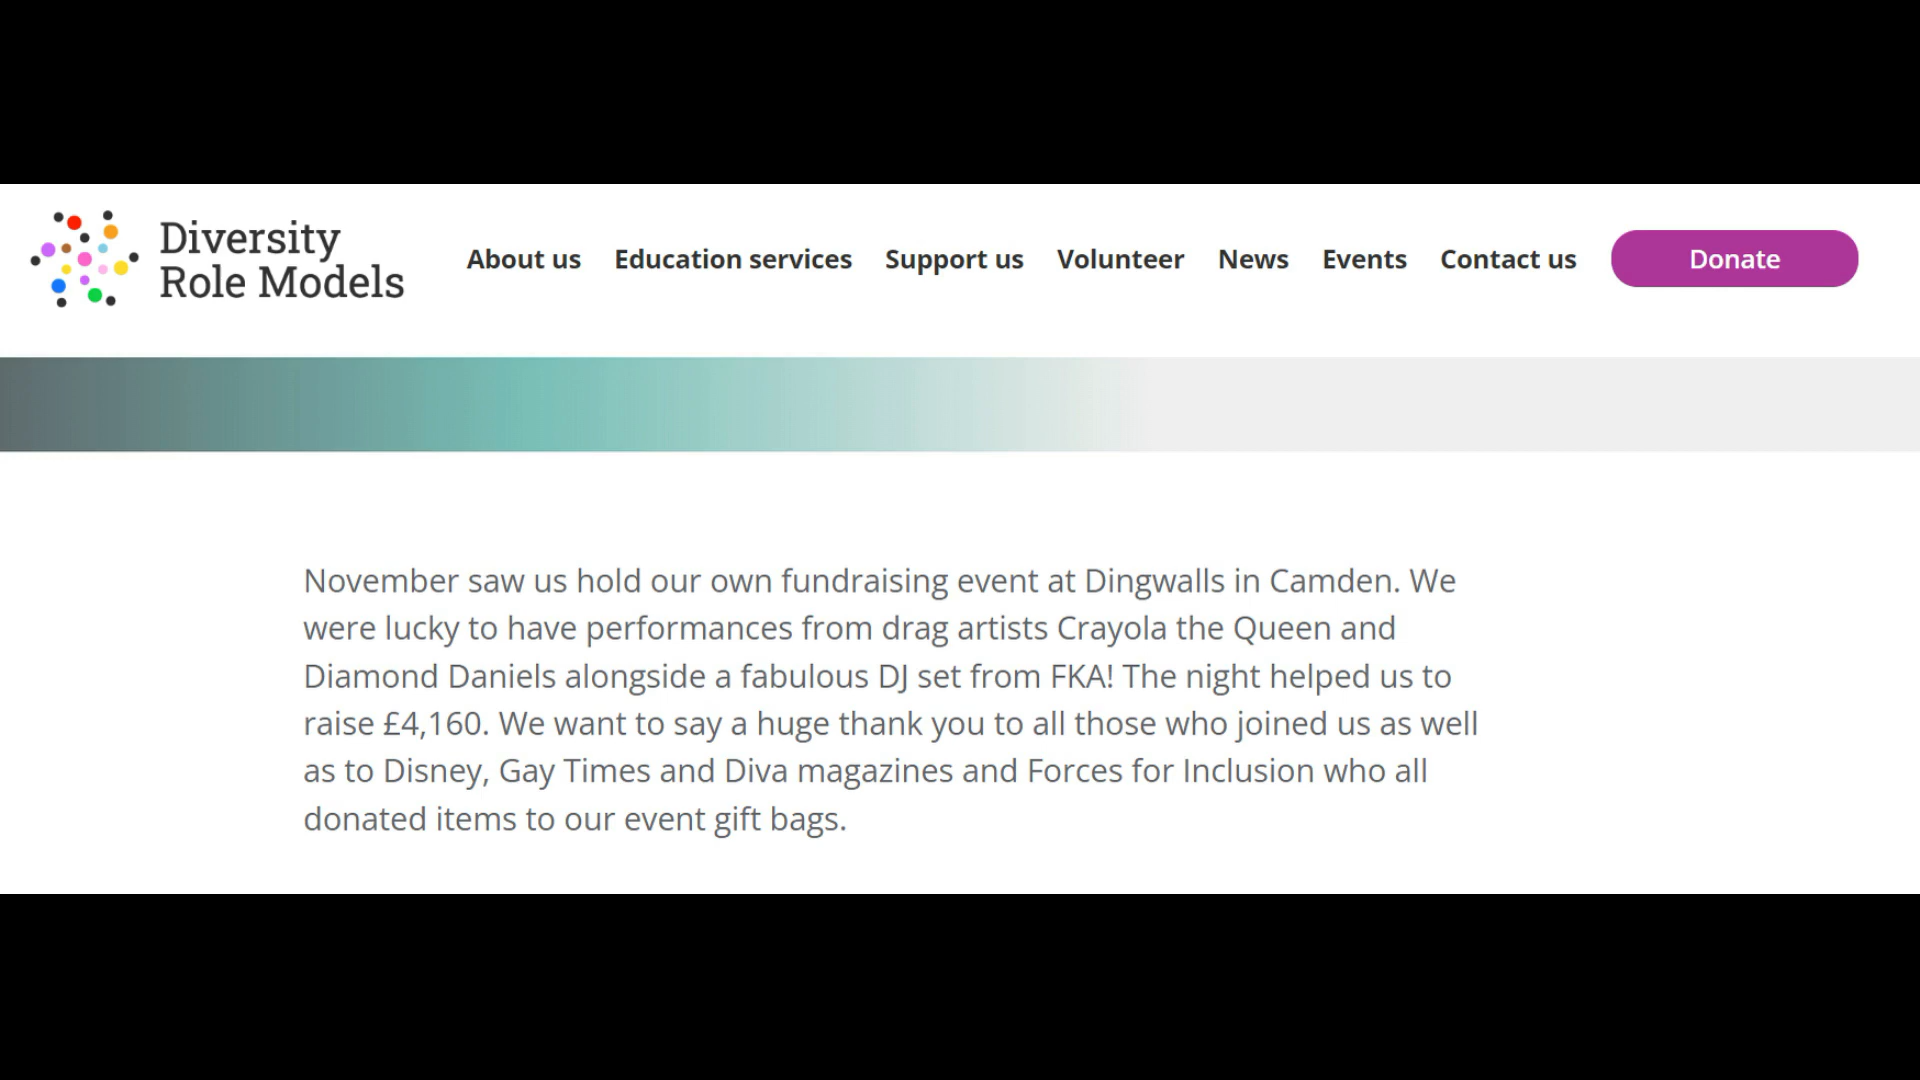 Diversity
Role Models
About us Education services Support us Volunteer News Events Contact us Donate
November saw us hold our own fundraising event at Dingwalls in Camden. We
were lucky to have performances from drag artists Crayola the Queen and
Diamond Daniels alongside a fabulous DJ set from FKA! The night helped us to
raise £4,160. We want to say a huge thank you to all those who joined us as well
as to Disney, Gay Times and Diva magazines and Forces for Inclusion who all
donated items to our event gift bags.